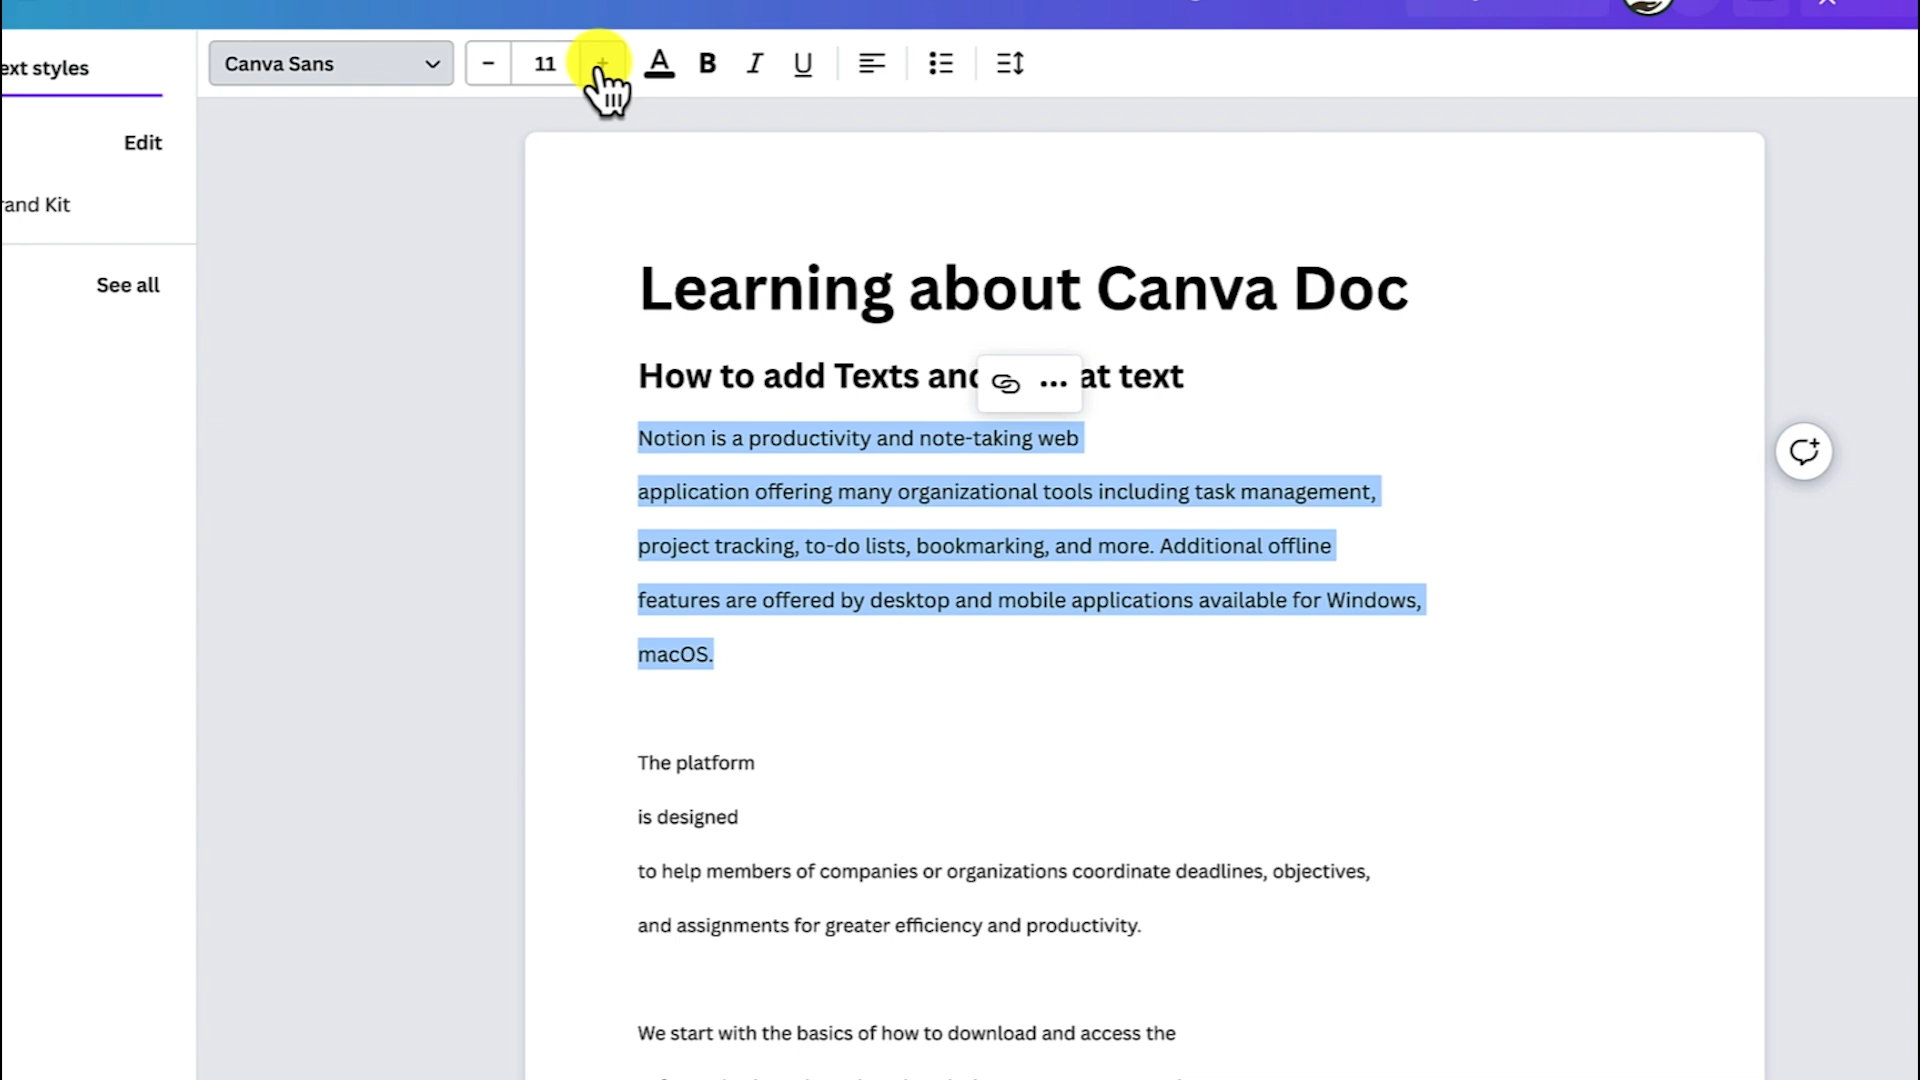 ext styles
Edit
rand Kit
See all
Canva Sans
11
A B I U
Learning about Canva Doc
How to add Texts and at text
Notion is a productivity and note-taking web
application offering many organizational tools including task management,
project tracking, to-do lists, bookmarking, and more. Additional offline
features are offered by desktop and mobile applications available for Windows,
macOS.
The platform
is designed
to help members of companies or organizations coordinate deadlines, objectives,
and assignments for greater efficiency and productivity.
We start with the basics of how to download and access the